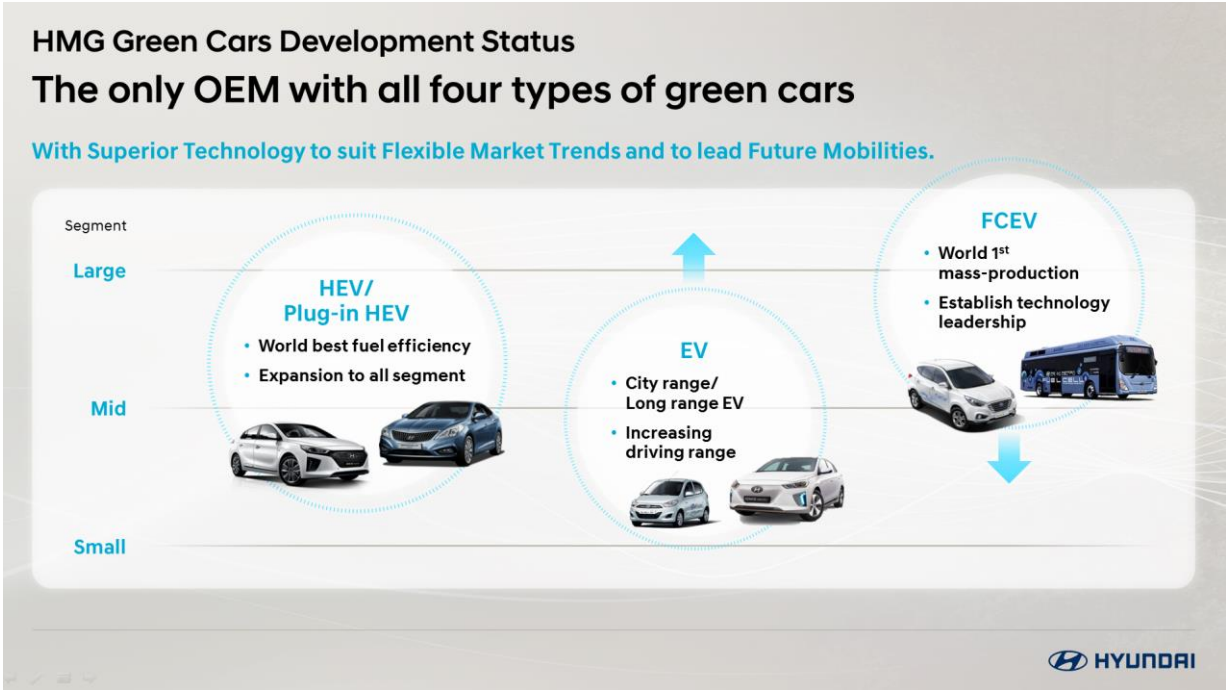 HMG Green Cars Development Status
The only OEM with all four types of green cars
With Superior Technology to suit Flexible Market Trends and to lead Future Mobilities.
Segment
Large
Mid
Small
HEV/
Plug-in HEV
• World best fuel efficiency
• Expansion to all segment
EV
• City range/
Long range EV
• Increasing
driving range
FCEV
• World 1st
mass-production
• Establish technology
leadership
FUEL CELL
HYUNDAI